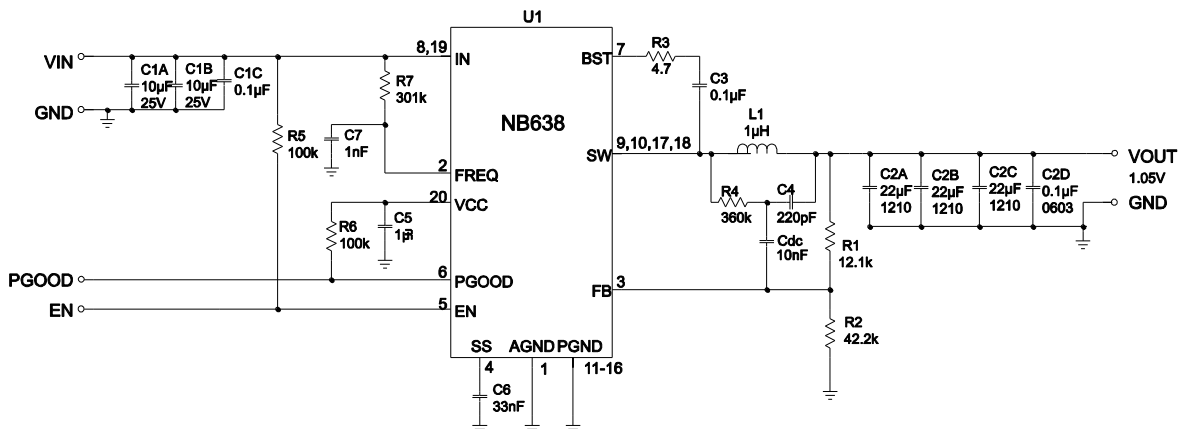 U1
NB638
VIN
GND
C1A
10µF
25V
C1B
10µF
25V
C1C
0.1µF
R5
100k
R7
301k
C7
1nF
8,19
IN
2
FREQ
20
VCC
C5
R6
100k
PGOOD
6
PGOOD
EN
5
EN
SS
4
AGND
1
PGND
11-16
C6
33nF
BST
7
R3
4.7
C3
0.1µF
L1
1µH
SW
9,10,17,18
R4
360k
C4
220pF
Cdc
10nF
R1
12.1k
FB
3
R2
42.2k
C2A
22µF
1210
C2B
22µF
1210
C2C
22µF
1210
C2D
0.1µF
0603
VOUT
1.05V
GND